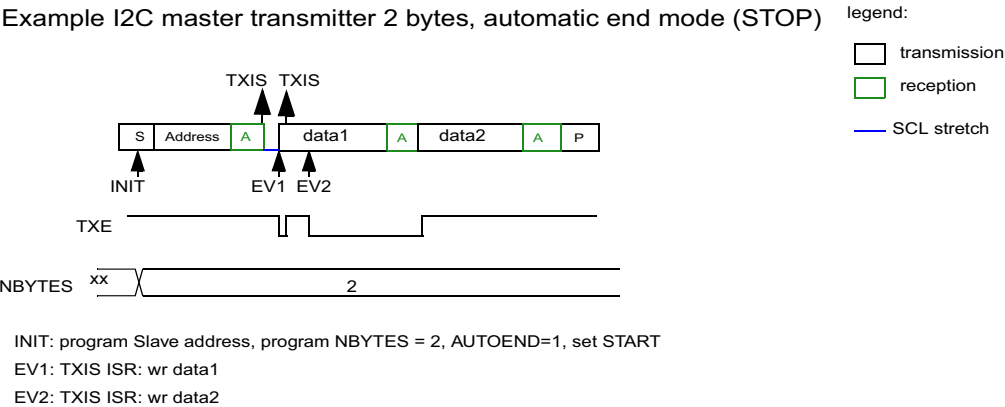 Example I2C master transmitter 2 bytes, automatic end mode (STOP)
legend:
transmission
reception
SCL stretch
TXIS TXIS
S Address A data1 A data2 A P
INIT EV1 EV2
TXE
NBYTES xx 2
INIT: program Slave address, program NBYTES = 2, AUTOEND=1, set START
EV1: TXIS ISR: wr data1
EV2: TXIS ISR: wr data2